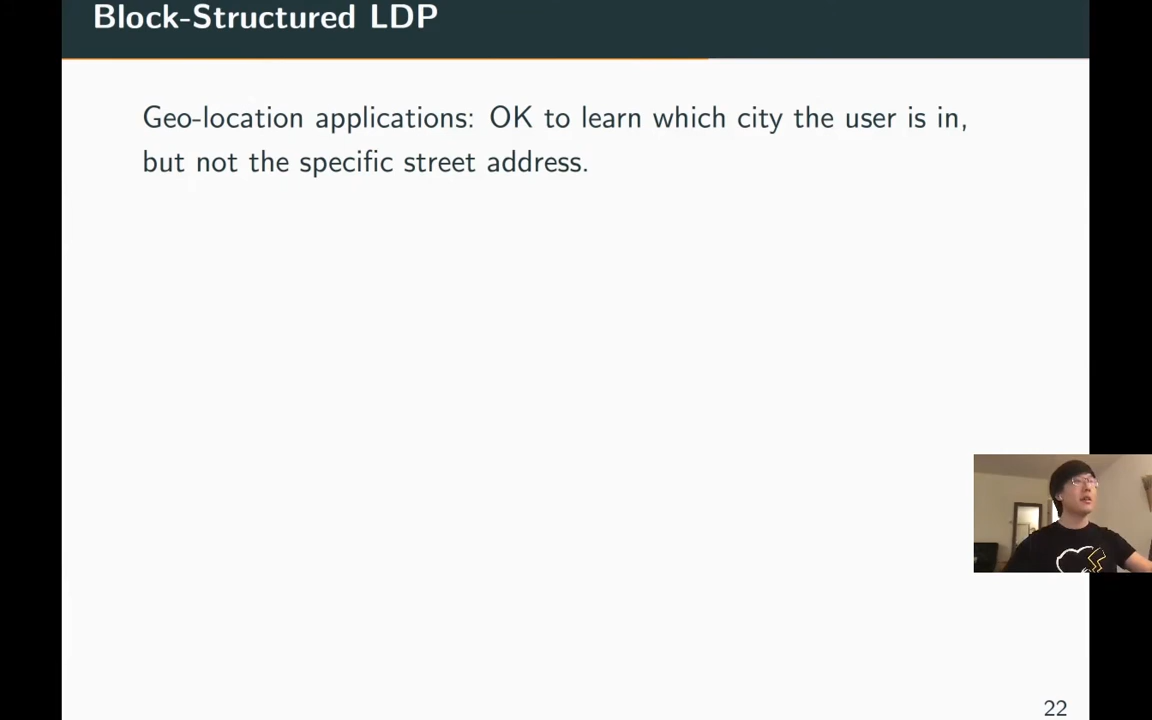 Block-Structured LDP
Geo-location applications: OK to learn which city the user is in,
but not the specific street address.
22